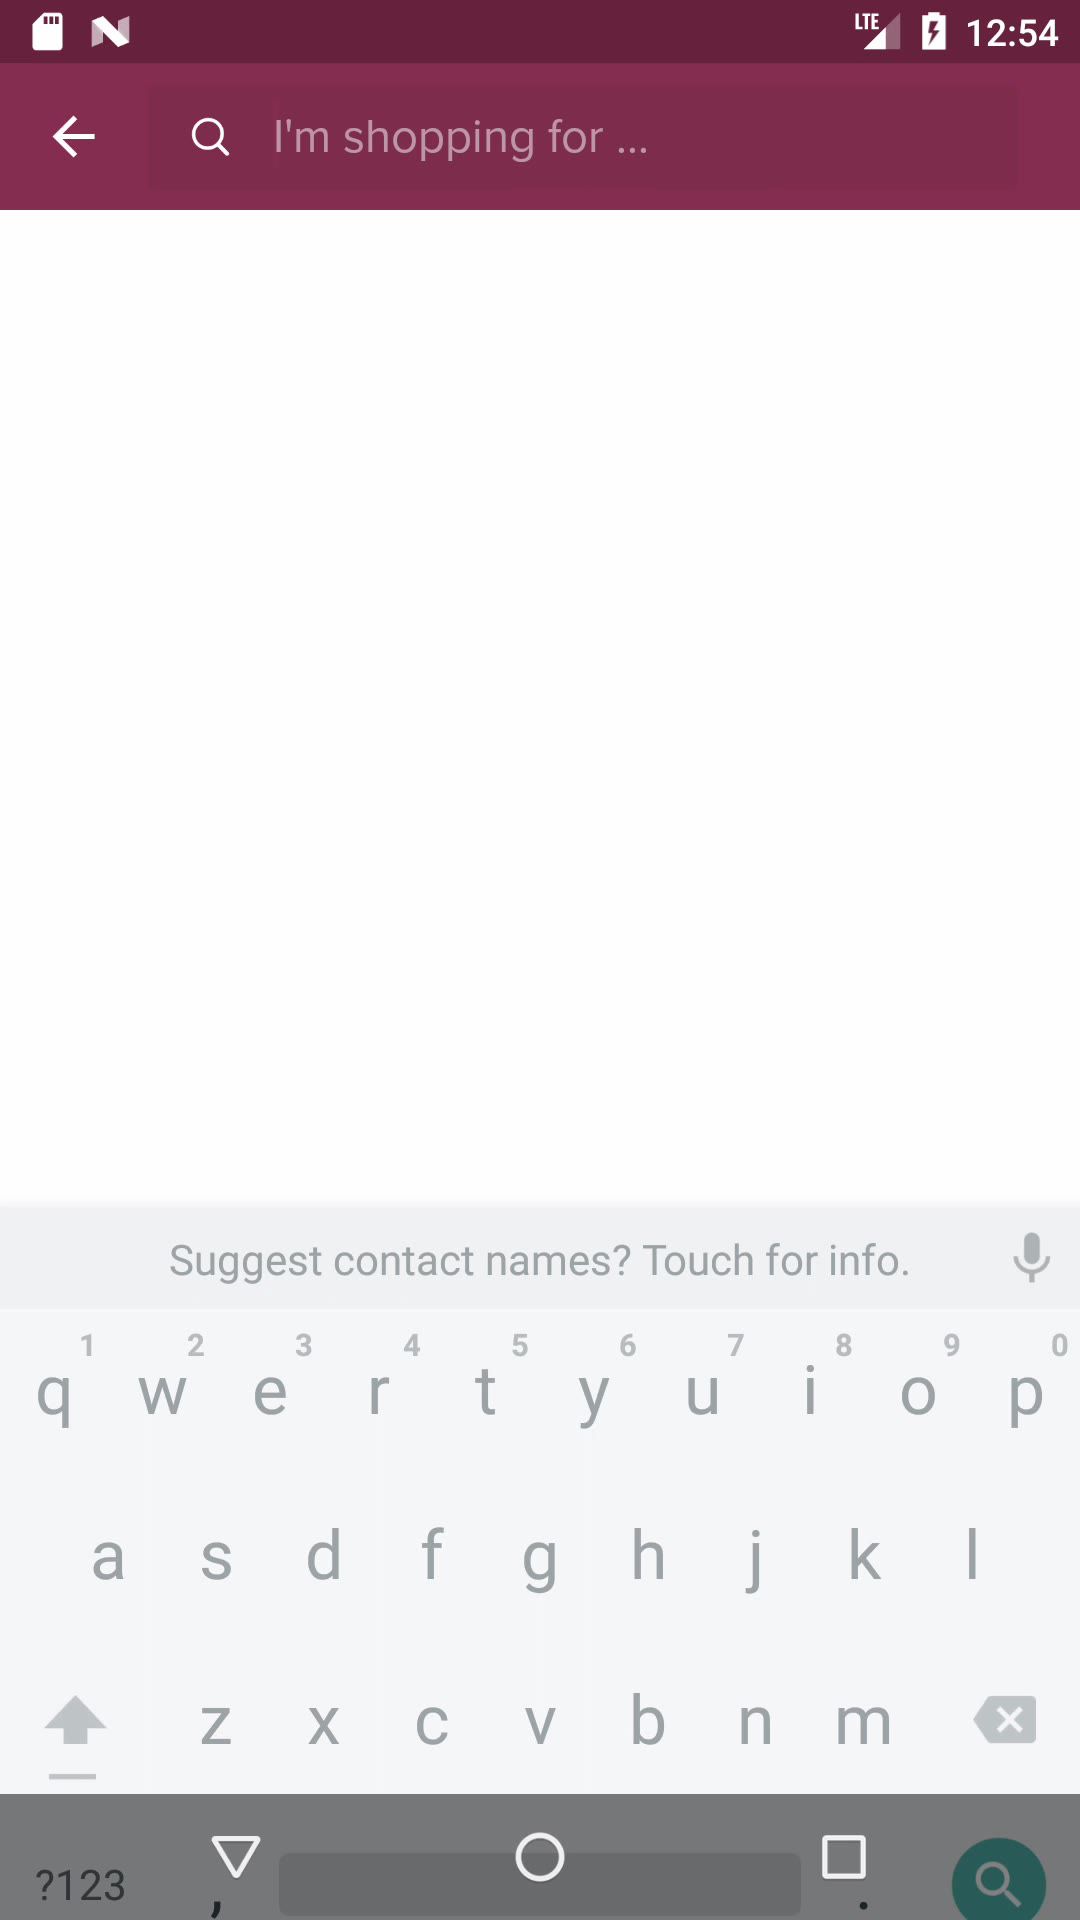 LTE 12:54
I'm shopping for ...
Suggest contact names? Touch for info.
1 2 3 4 5 6 7 8 9 0
q w e r t y u i o p
a s d f g h j k l
z x c v b n m
?123 , .